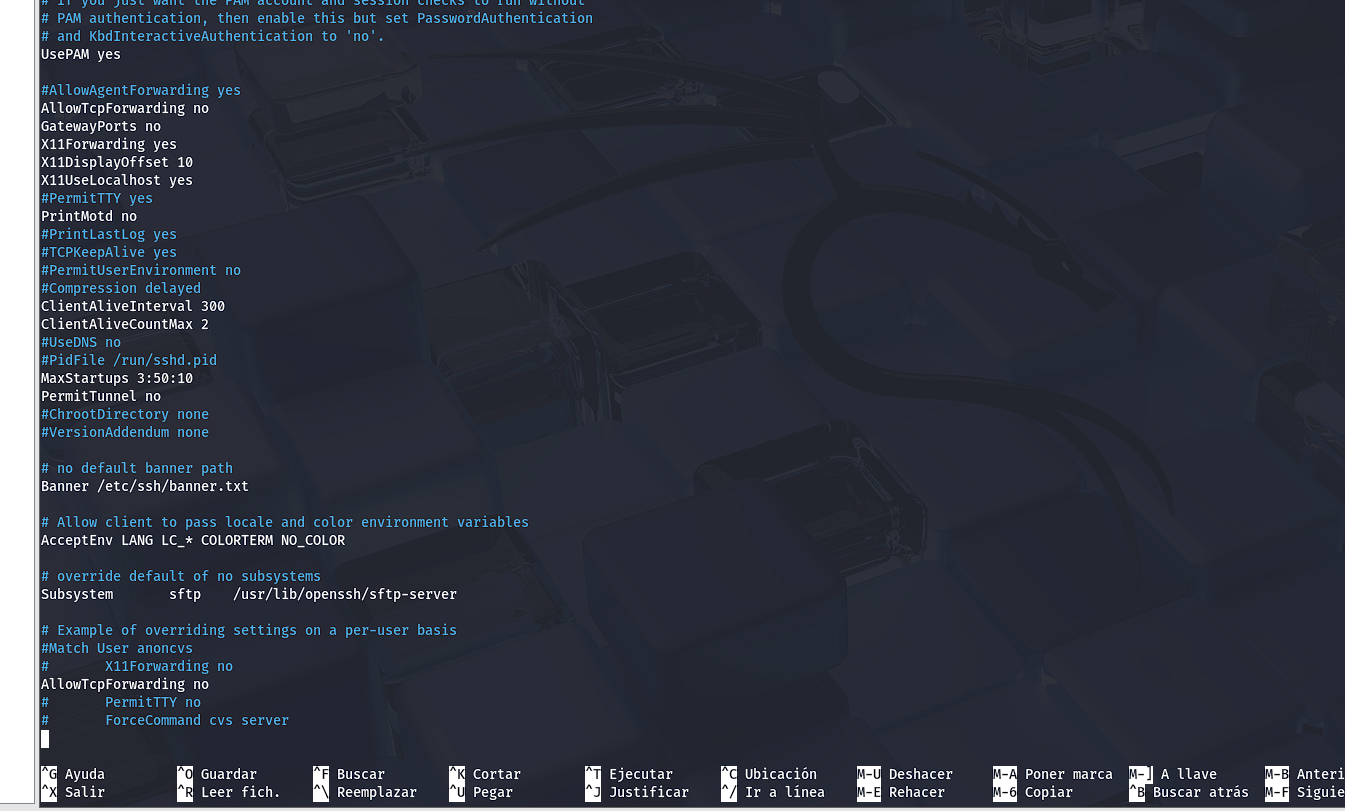 # If you just want the PAM account and session checks to run without
# PAM authentication, then enable this but set PasswordAuthentication
# and KbdInteractiveAuthentication to 'no'.
UsePAM yes
#AllowAgentForwarding yes
AllowTcpForwarding no
GatewayPorts no
X11Forwarding yes
X11DisplayOffset 10
X11UseLocalhost yes
#PermitTTY yes
PrintMotd no
#PrintLastLog yes
#TCPKeepAlive yes
#PermitUserEnvironment no
#Compression delayed
ClientAliveInterval 300
ClientAliveCountMax 2
#UseDNS no
#PidFile /run/sshd.pid
MaxStartups 3:50:10
PermitTunnel no
#ChrootDirectory none
#VersionAddendum none
# no default banner path
Banner /etc/ssh/banner.txt
# Allow client to pass locale and color environment variables
AcceptEnv LANG LC_* COLORTERM NO_COLOR
# override default of no subsystems
Subsystem       sftp    /usr/lib/openssh/sftp-server
# Example of overriding settings on a per-user basis
#Match User anoncvs
#       X11Forwarding no
AllowTcpForwarding no
#       PermitTTY no
#       ForceCommand cvs server
^G Ayuda ^O Guardar ^F Buscar ^K Cortar ^T Ejecutar ^C Ubicación M-U Deshacer M-A Poner marca M-] A llave M-B Anteri
^X Salir ^R Leer fich. ^\ Reemplazar ^U Pegar ^J Justificar ^/ Ir a línea M-E Rehacer M-6 Copiar ^B Buscar atrás M-F Siguie